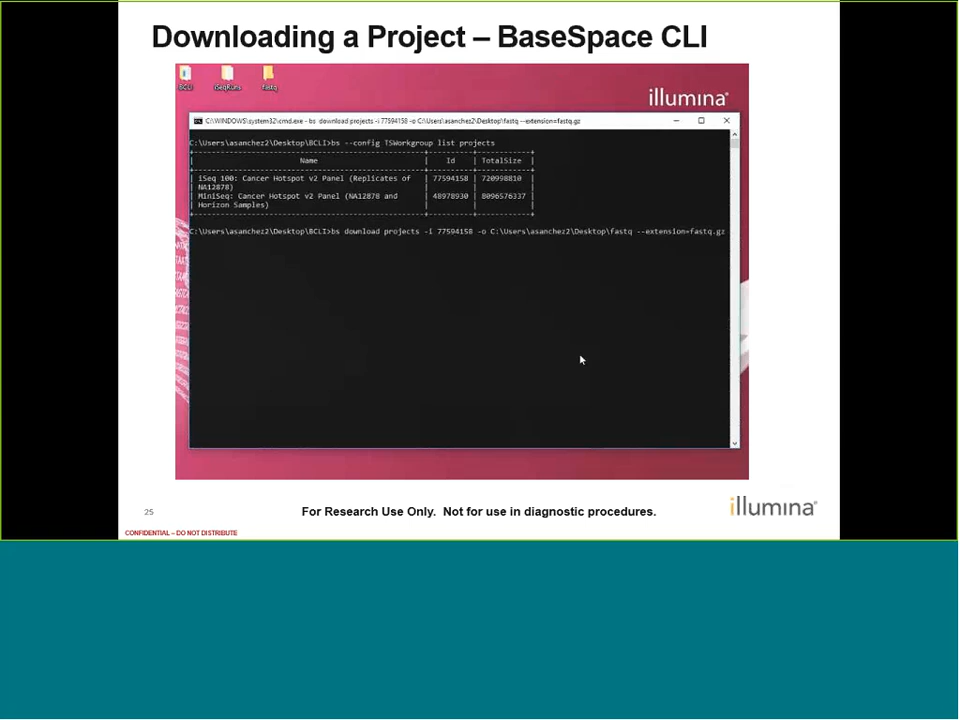 Downloading a Project – BaseSpace CLI
BCLI
iSeqRuns
fastq
illumina
C:\WINDOWS\system32\cmd.exe - bs download projects -i 77594158 -o C:\Users\asanchez2\Desktop\fastq --extension=fastq.gz
C:\Users\asanchez2\Desktop\BCLI>bs --config TSWorkgroup list projects
| Name | Id | TotalSize |
| iSeq 100: Cancer Hotspot v2 Panel (Replicates of | 77594158 | 720998810 |
| NA12878) | | |
| MiniSeq: Cancer Hotspot v2 Panel (NA12878 and | 48978930 | 8096576337 |
| Horizon Samples) | | |
C:\Users\asanchez2\Desktop\BCLI>bs download projects -i 77594158 -o C:\Users\asanchez2\Desktop\fastq --extension=fastq.gz
25
For Research Use Only. Not for use in diagnostic procedures.
illumina
CONFIDENTIAL – DO NOT DISTRIBUTE